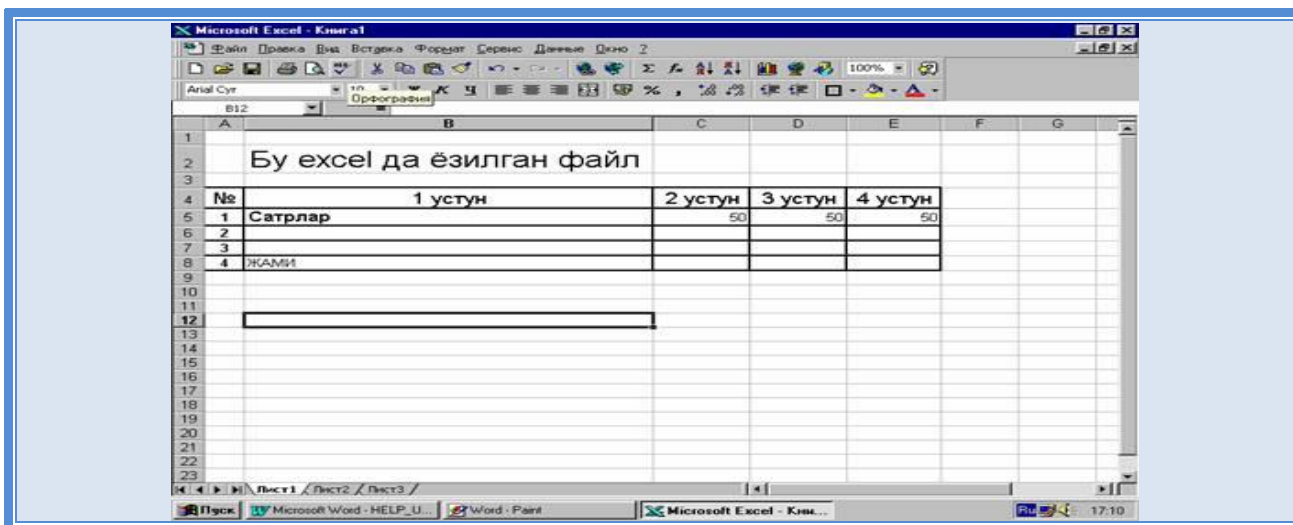 Microsoft Excel - Книга1
Файл Правка Вид Вставка Формат Сервис Данные Окно ?
100%
Arial Cyr 10 Ж К Ч
Орфография
B12 =
A B C D E F G
1
2 Бу excel да ёзилган файл
3
4 № 1 устун 2 устун 3 устун 4 устун
5 1 Сатрлар 50 50 50
6 2
7 3
8 4 ЖАМИ
9
10
11
12
13
14
15
16
17
18
19
20
21
22
23
Лист1 Лист2 Лист3
Пуск Microsoft Word - HELP_U... Word - Paint Microsoft Excel - Кни... Ru 17:10